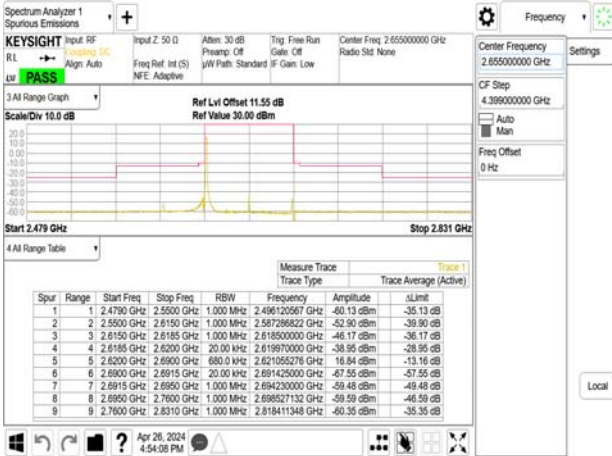 Spectrum Analyzer 1
Spurious Emissions
Frequency
KEYSIGHT
RL
PASS
Input: RF
Coupling: DC
Align: Auto
Input Z: 50 Ω
Freq Ref: Int (S)
NFE: Adaptive
Atten: 30 dB
Preamp: Off
µW Path: Standard
Trig: Free Run
Gate: Off
IF Gain: Low
Center Freq: 2.655000000 GHz
Radio Std: None
Center Frequency
2.655000000 GHz
Settings
CF Step
4.399000000 GHz
Auto
Man
Freq Offset
0 Hz
Local
3 All Range Graph
Scale/Div 10.0 dB
Ref Lvl Offset 11.55 dB
Ref Value 30.00 dBm
20.0
10.0
0.00
-20.0
-30.0
-40.0
-50.0
-60.0
Start 2.479 GHz
Stop 2.831 GHz
4 All Range Table
Measure Trace Trace 1
Trace Type Trace Average (Active)
Spur Range Start Freq Stop Freq RBW Frequency Amplitude ΔLimit
1 1 2.4790 GHz 2.5500 GHz 1.000 MHz 2.496120567 GHz -60.13 dBm -35.13 dB
2 2 2.5500 GHz 2.6150 GHz 1.000 MHz 2.587286822 GHz -52.90 dBm -39.90 dB
3 3 2.6150 GHz 2.6185 GHz 1.000 MHz 2.618500000 GHz -46.17 dBm -36.17 dB
4 4 2.6185 GHz 2.6200 GHz 20.00 kHz 2.619970000 GHz -38.95 dBm -28.95 dB
5 5 2.6200 GHz 2.6900 GHz 680.0 kHz 2.621055276 GHz 16.84 dBm -13.16 dB
6 6 2.6900 GHz 2.6915 GHz 20.00 kHz 2.691425000 GHz -67.55 dBm -57.55 dB
7 7 2.6915 GHz 2.6950 GHz 1.000 MHz 2.694230000 GHz -59.48 dBm -49.48 dB
8 8 2.6950 GHz 2.7600 GHz 1.000 MHz 2.698527132 GHz -59.59 dBm -46.59 dB
9 9 2.7600 GHz 2.8310 GHz 1.000 MHz 2.818411348 GHz -60.35 dBm -35.35 dB
Apr 26, 2024
4:54:08 PM